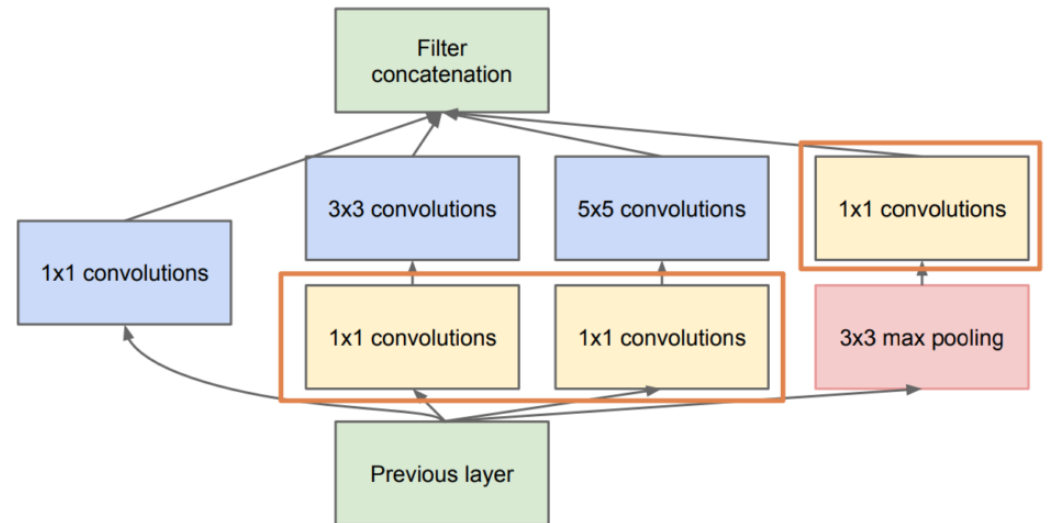 Filter
concatenation
3x3 convolutions
5x5 convolutions
1x1 convolutions
1x1 convolutions
1x1 convolutions
1x1 convolutions
3x3 max pooling
Previous layer